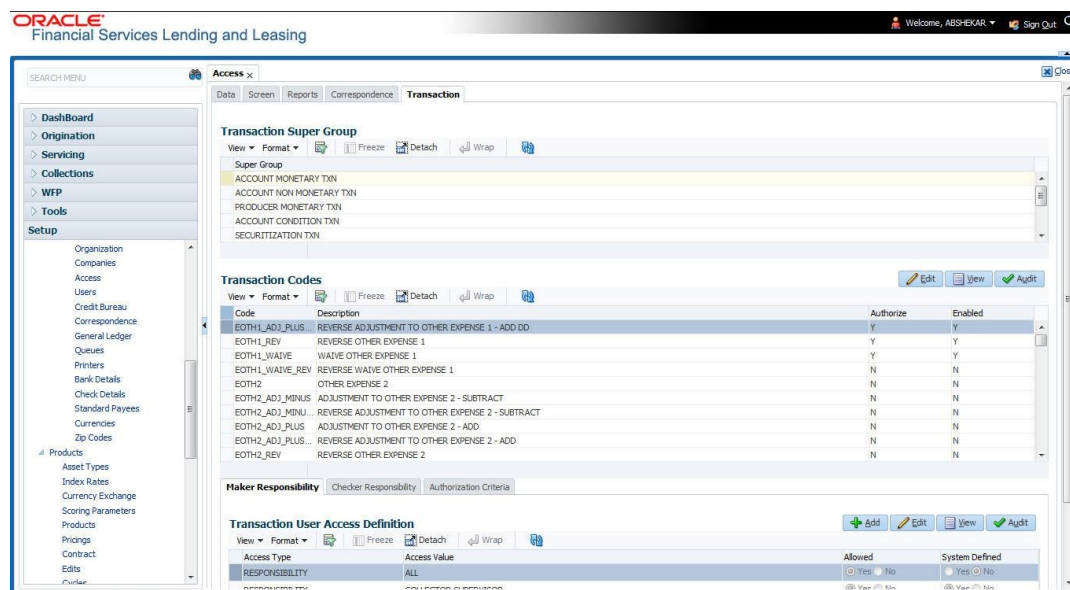 ORACLE
Financial Services Lending and Leasing
Welcome, ABSHEKAR Sign Out
SEARCH MENU
DashBoard
Origination
Servicing
Collections
WFP
Tools
Setup
Organization
Companies
Access
Users
Credit Bureau
Correspondence
General Ledger
Queues
Printers
Bank Details
Check Details
Standard Payees
Currencies
Zip Codes
Products
Asset Types
Index Rates
Currency Exchange
Scoring Parameters
Products
Pricings
Contract
Edits
Cycles
Access x
Clos
Data Screen Reports Correspondence Transaction
Transaction Super Group
View Format Freeze Detach Wrap
Super Group
ACCOUNT MONETARY TXN
ACCOUNT NON MONETARY TXN
PRODUCER MONETARY TXN
ACCOUNT CONDITION TXN
SECURITIZATION TXN
Transaction Codes
Edit View Audit
View Format Freeze Detach Wrap
Code Description Authorize Enabled
EOTH1_ADJ_PLUS... REVERSE ADJUSTMENT TO OTHER EXPENSE 1 - ADD DD Y Y
EOTH1_REV REVERSE OTHER EXPENSE 1 Y Y
EOTH1_WAIVE WAIVE OTHER EXPENSE 1 Y Y
EOTH1_WAIVE_REV REVERSE WAIVE OTHER EXPENSE 1 N N
EOTH2 OTHER EXPENSE 2 N N
EOTH2_ADJ_MINUS ADJUSTMENT TO OTHER EXPENSE 2 - SUBTRACT N N
EOTH2_ADJ_MINU... REVERSE ADJUSTMENT TO OTHER EXPENSE 2 - SUBTRACT N N
EOTH2_ADJ_PLUS ADJUSTMENT TO OTHER EXPENSE 2 - ADD N N
EOTH2_ADJ_PLUS... REVERSE ADJUSTMENT TO OTHER EXPENSE 2 - ADD N N
EOTH2_REV REVERSE OTHER EXPENSE 2 N N
Maker Responsibility Checker Responsibility Authorization Criteria
Transaction User Access Definition
Add Edit View Audit
View Format Freeze Detach Wrap
Access Type Access Value Allowed System Defined
RESPONSIBILITY ALL Yes No Yes No
RESPONSIBILITY COLLECTOR SUPERVISOR Yes No Yes No